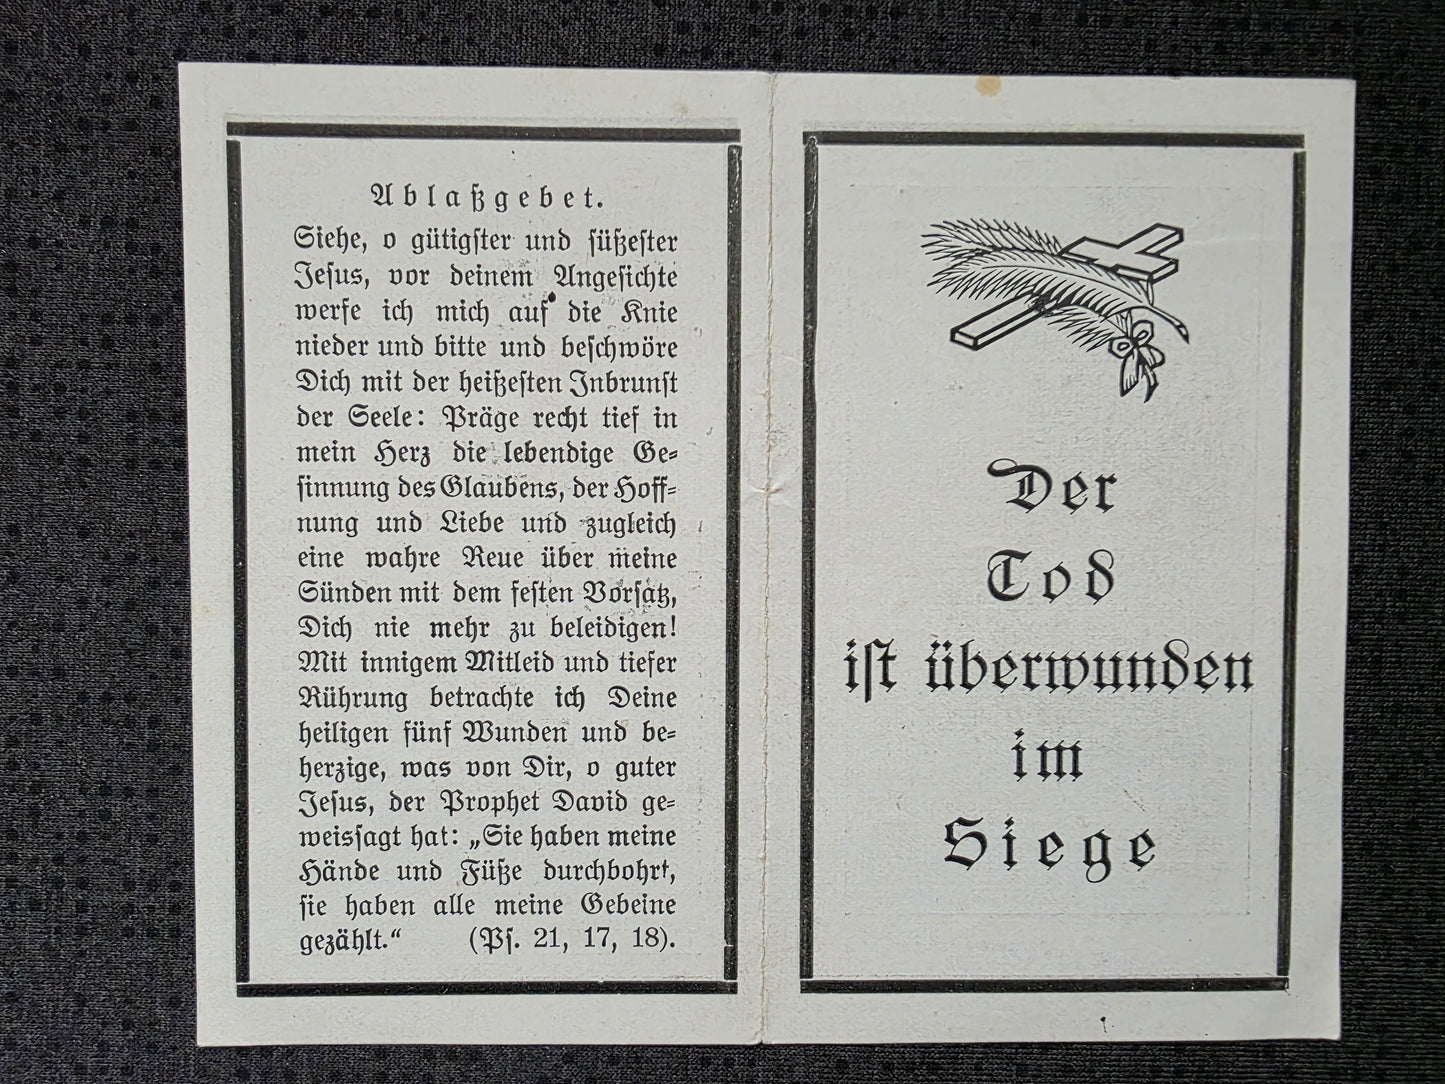 Ablaßgebet.
Siehe, o gütigster und süßester
Jesus, vor deinem Angesichte
werfe ich mich auf die Knie
nieder und bitte und beschwöre
Dich mit der heißesten Inbrunst
der Seele: Präge recht tief in
mein Herz die lebendige Ge-
sinnung des Glaubens, der Hoff-
nung und Liebe und zugleich
eine wahre Reue über meine
Sünden mit dem festen Vorsatz,
Dich nie mehr zu beleidigen!
Mit innigem Mitleid und tiefer
Rührung betrachte ich Deine
heiligen fünf Wunden und be-
herzige, was von Dir, o guter
Jesus, der Prophet David ge-
weissagt hat: „Sie haben meine
Hände und Füße durchbohrt,
sie haben alle meine Gebeine
gezählt.“ (Ps. 21, 17, 18).
Der
Tod
ist überwunden
im
Siege